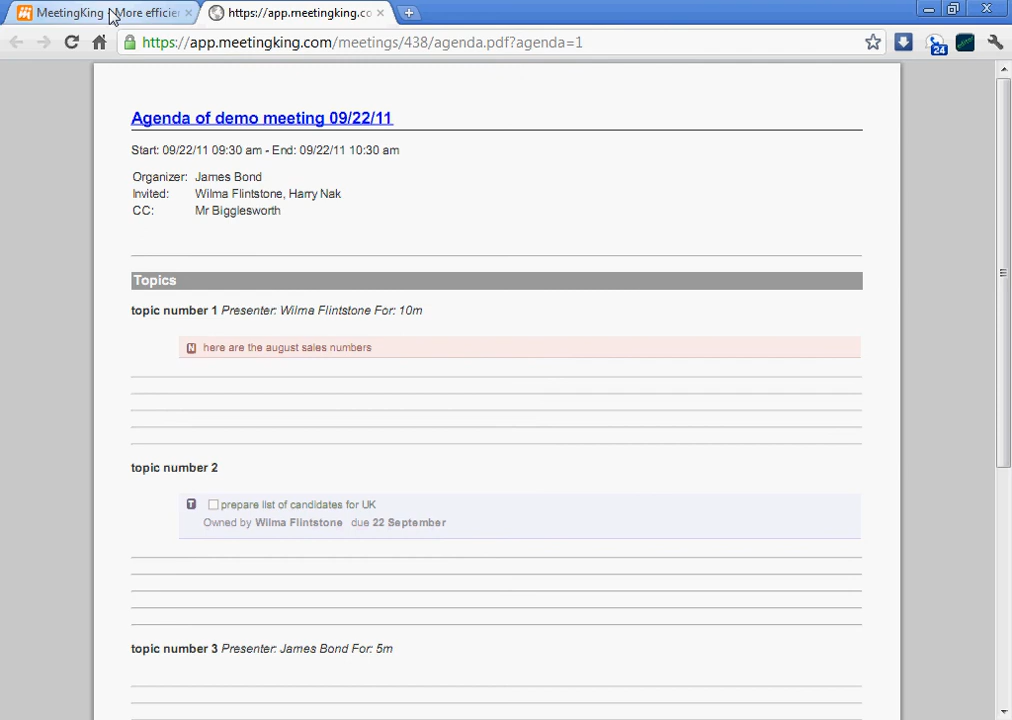 MeetingKing - More efficie
https://app.meetingking.co
https://app.meetingking.com/meetings/438/agenda.pdf?agenda=1
24
Agenda of demo meeting 09/22/11
Start: 09/22/11 09:30 am - End: 09/22/11 10:30 am
Organizer: James Bond
Invited: Wilma Flintstone, Harry Nak
CC: Mr Bigglesworth
Topics
topic number 1 Presenter: Wilma Flintstone For: 10m
N here are the august sales numbers
topic number 2
T prepare list of candidates for UK
Owned by Wilma Flintstone due 22 September
topic number 3 Presenter: James Bond For: 5m